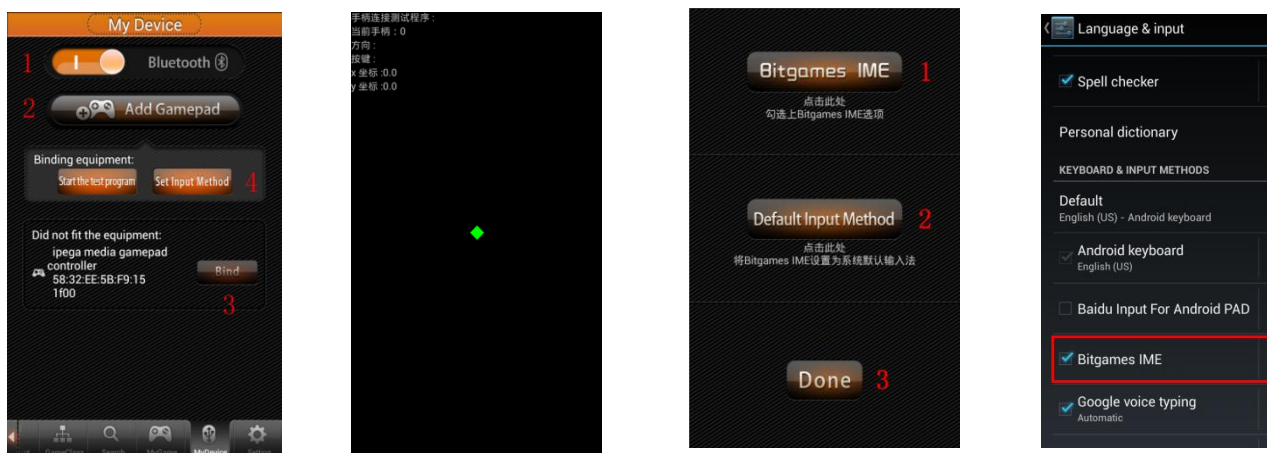 My Device
1
Bluetooth
2
Add Gamepad
Binding equipment:
Start the test program
Set Input Method
4
Did not fit the equipment:
ipega media gamepad
controller
58:32:EE:5B:F9:15
1f00
Bind
3
GameClass
Search
MyGame
MyDevice
Setting
手柄连接测试程序 :
当前手柄 : 0
方向 :
按键 :
x 坐标 :0.0
y 坐标 :0.0
Bitgames IME
1
点击此处
勾选上Bitgames IME选项
Default Input Method
2
点击此处
将Bitgames IME设置为系统默认输入法
Done
3
Language & input
Spell checker
Personal dictionary
KEYBOARD & INPUT METHODS
Default
English (US) - Android keyboard
Android keyboard
English (US)
Baidu Input For Android PAD
Bitgames IME
Google voice typing
Automatic